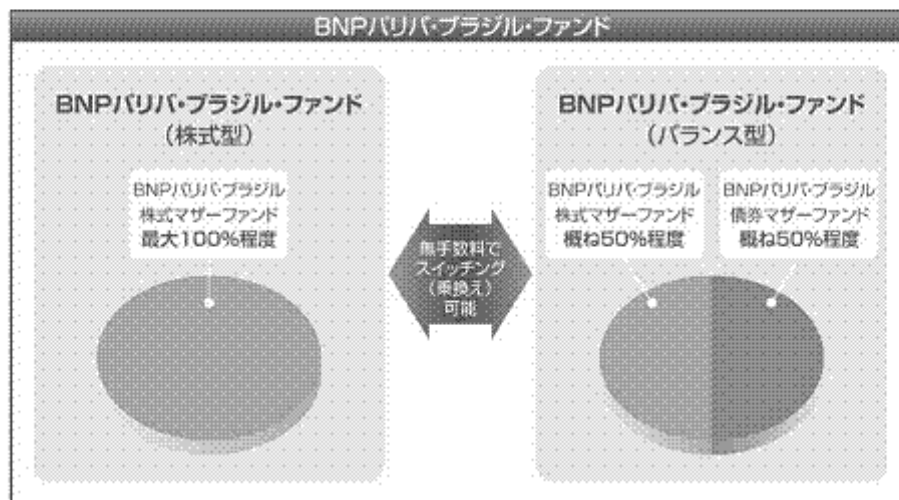 BNPパリバ・ブラジル・ファンド
BNPパリバ・ブラジル・ファンド
（株式型）
BNPパリバ・ブラジル
株式マザーファンド
最大100%程度
無手数料で
スイッチング
（乗換え）
可能
BNPパリバ・ブラジル・ファンド
（バランス型）
BNPパリバ・ブラジル
株式マザーファンド
概ね50%程度
BNPパリバ・ブラジル
債券マザーファンド
概ね50%程度